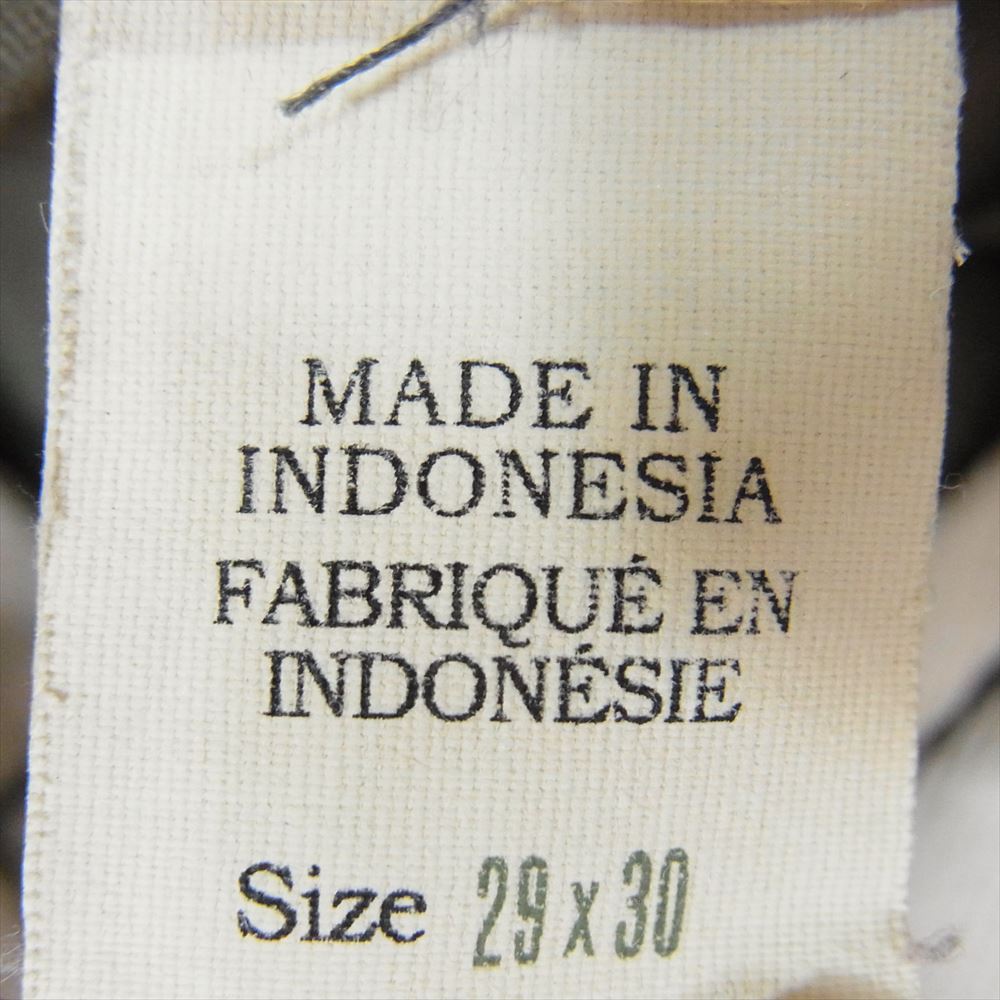 MADE IN
INDONESIA
FABRIQUÉ EN
INDONÉSIE
Size 29 x 30